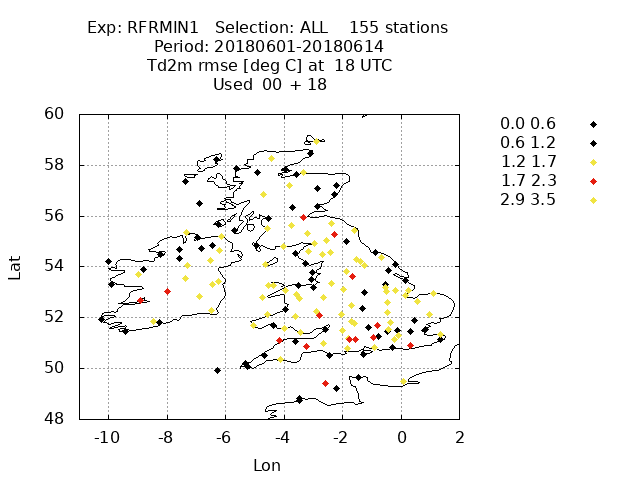 Exp: RFRMIN1   Selection: ALL    155 stations
Period: 20180601-20180614
Td2m rmse [deg C] at  18 UTC
Used  00 + 18
0.0 0.6
0.6 1.2
1.2 1.7
1.7 2.3
2.9 3.5
60
58
56
54
52
50
48
Lat
-10 -8 -6 -4 -2 0 2
Lon